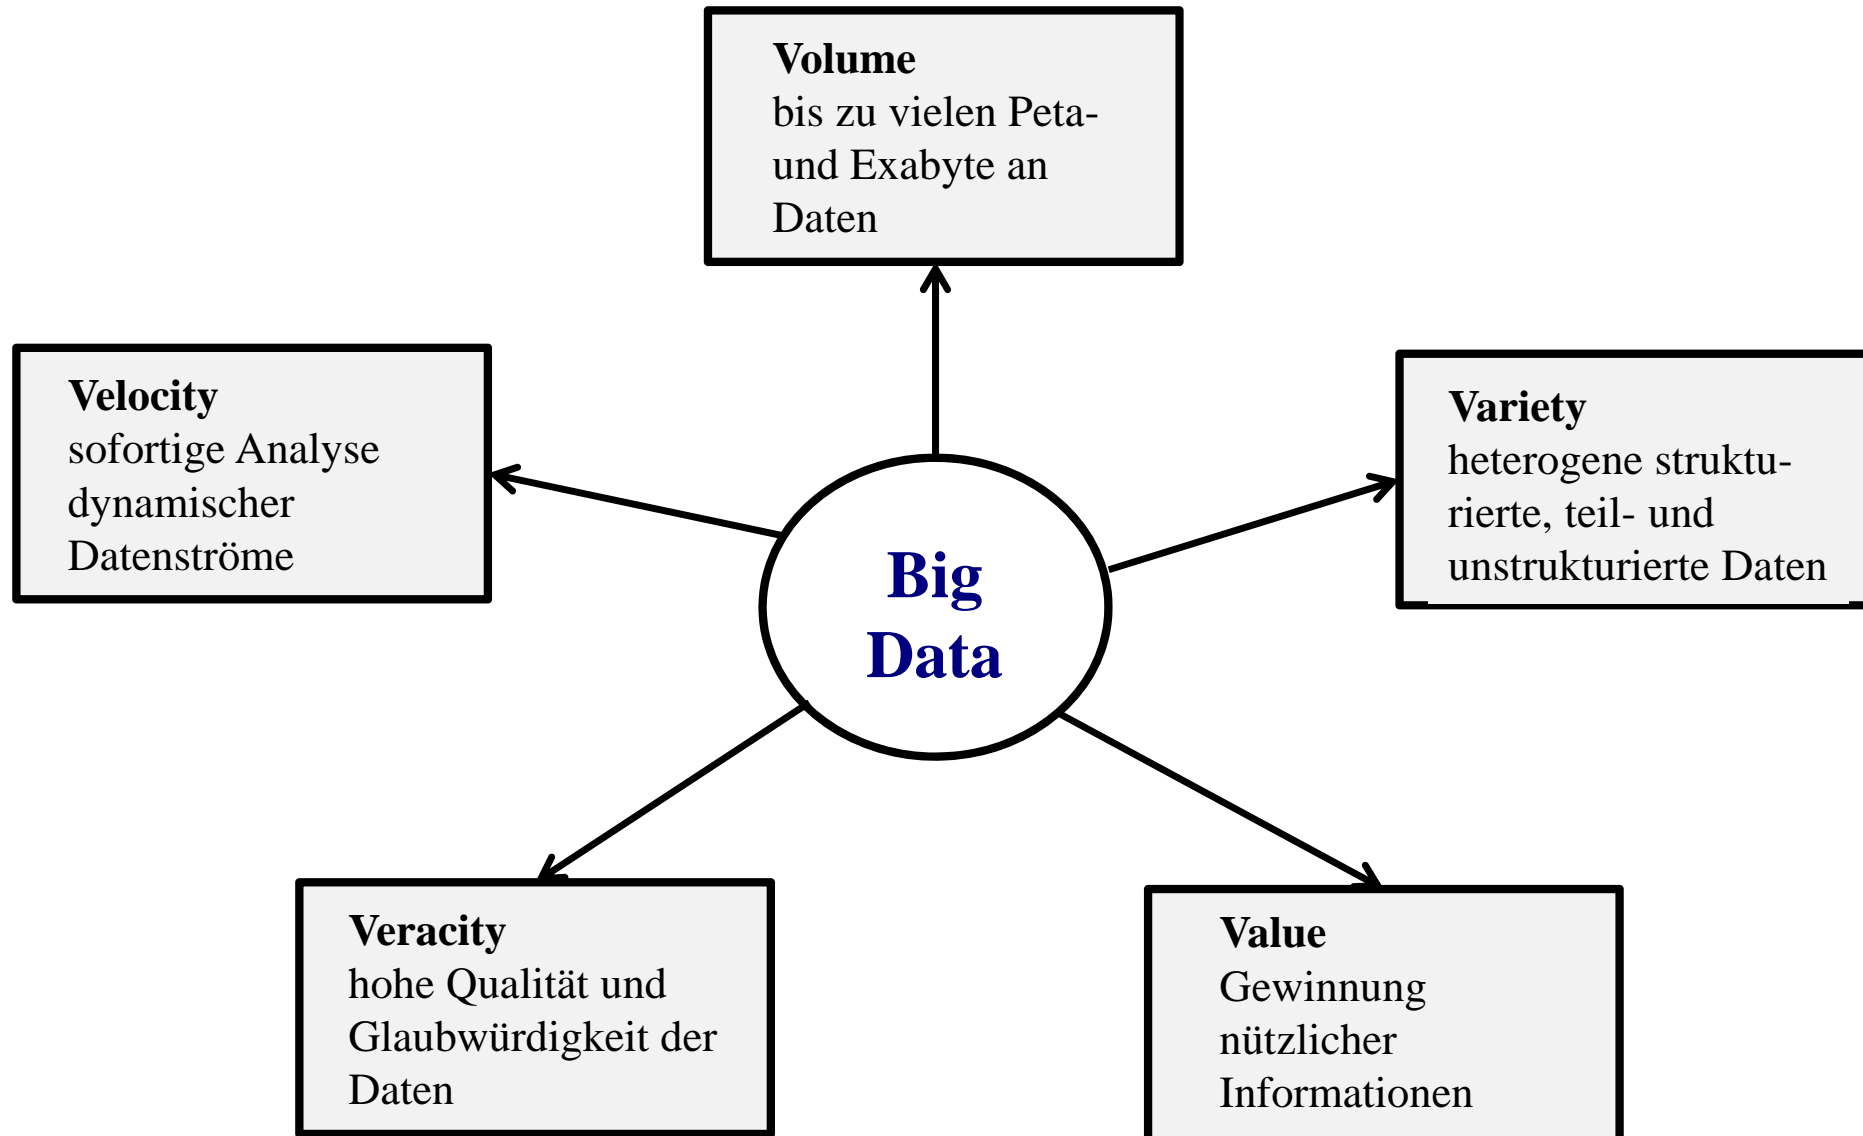 Volume
bis zu vielen Peta-
und Exabyte an
Daten
Velocity
sofortige Analyse
dynamischer
Datenströme
Variety
heterogene struktu-
rierte, teil- und
unstrukturierte Daten
Big
Data
Veracity
hohe Qualität und
Glaubwürdigkeit der
Daten
Value
Gewinnung
nützlicher
Informationen